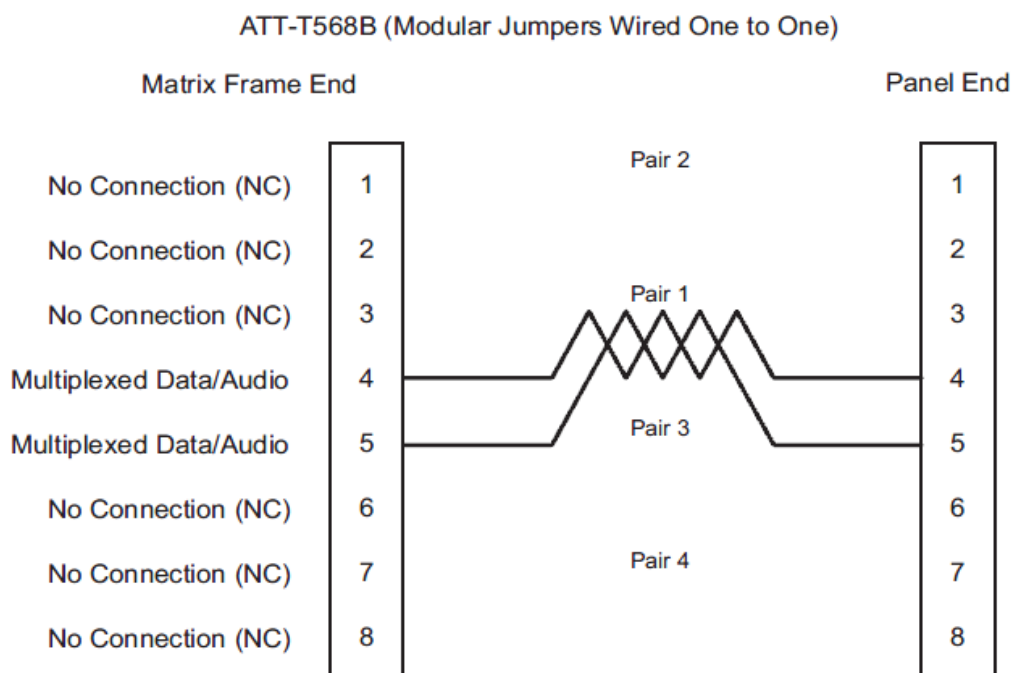 ATT-T568B (Modular Jumpers Wired One to One)
Matrix Frame End
Panel End
Pair 2
No Connection (NC) 1 1
No Connection (NC) 2 2
Pair 1
No Connection (NC) 3 3
Multiplexed Data/Audio 4 4
Pair 3
Multiplexed Data/Audio 5 5
No Connection (NC) 6 6
Pair 4
No Connection (NC) 7 7
No Connection (NC) 8 8